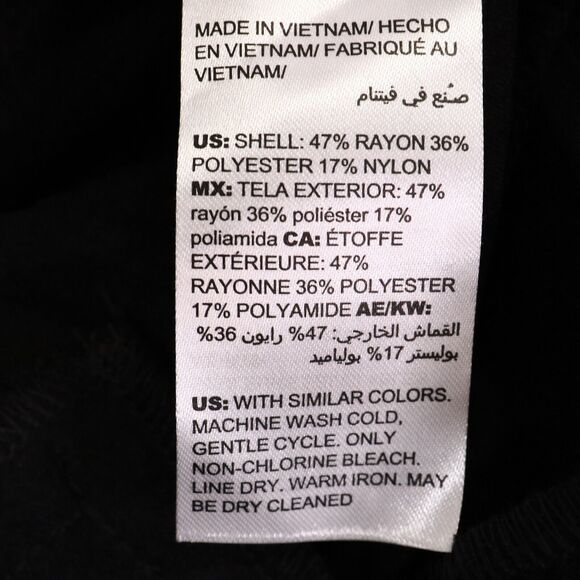 MADE IN VIETNAM/ HECHO
EN VIETNAM/ FABRIQUÉ AU
VIETNAM/
صُنع في فيتنام
US: SHELL: 47% RAYON 36%
POLYESTER 17% NYLON
MX: TELA EXTERIOR: 47%
rayón 36% poliéster 17%
poliamida CA: ÉTOFFE
EXTÉRIEURE: 47%
RAYONNE 36% POLYESTER
17% POLYAMIDE AE/KW:
القماش الخارجي: 47% رايون 36%
بوليستر 17% بولياميد
US: WITH SIMILAR COLORS.
MACHINE WASH COLD,
GENTLE CYCLE. ONLY
NON-CHLORINE BLEACH.
LINE DRY. WARM IRON. MAY
BE DRY CLEANED